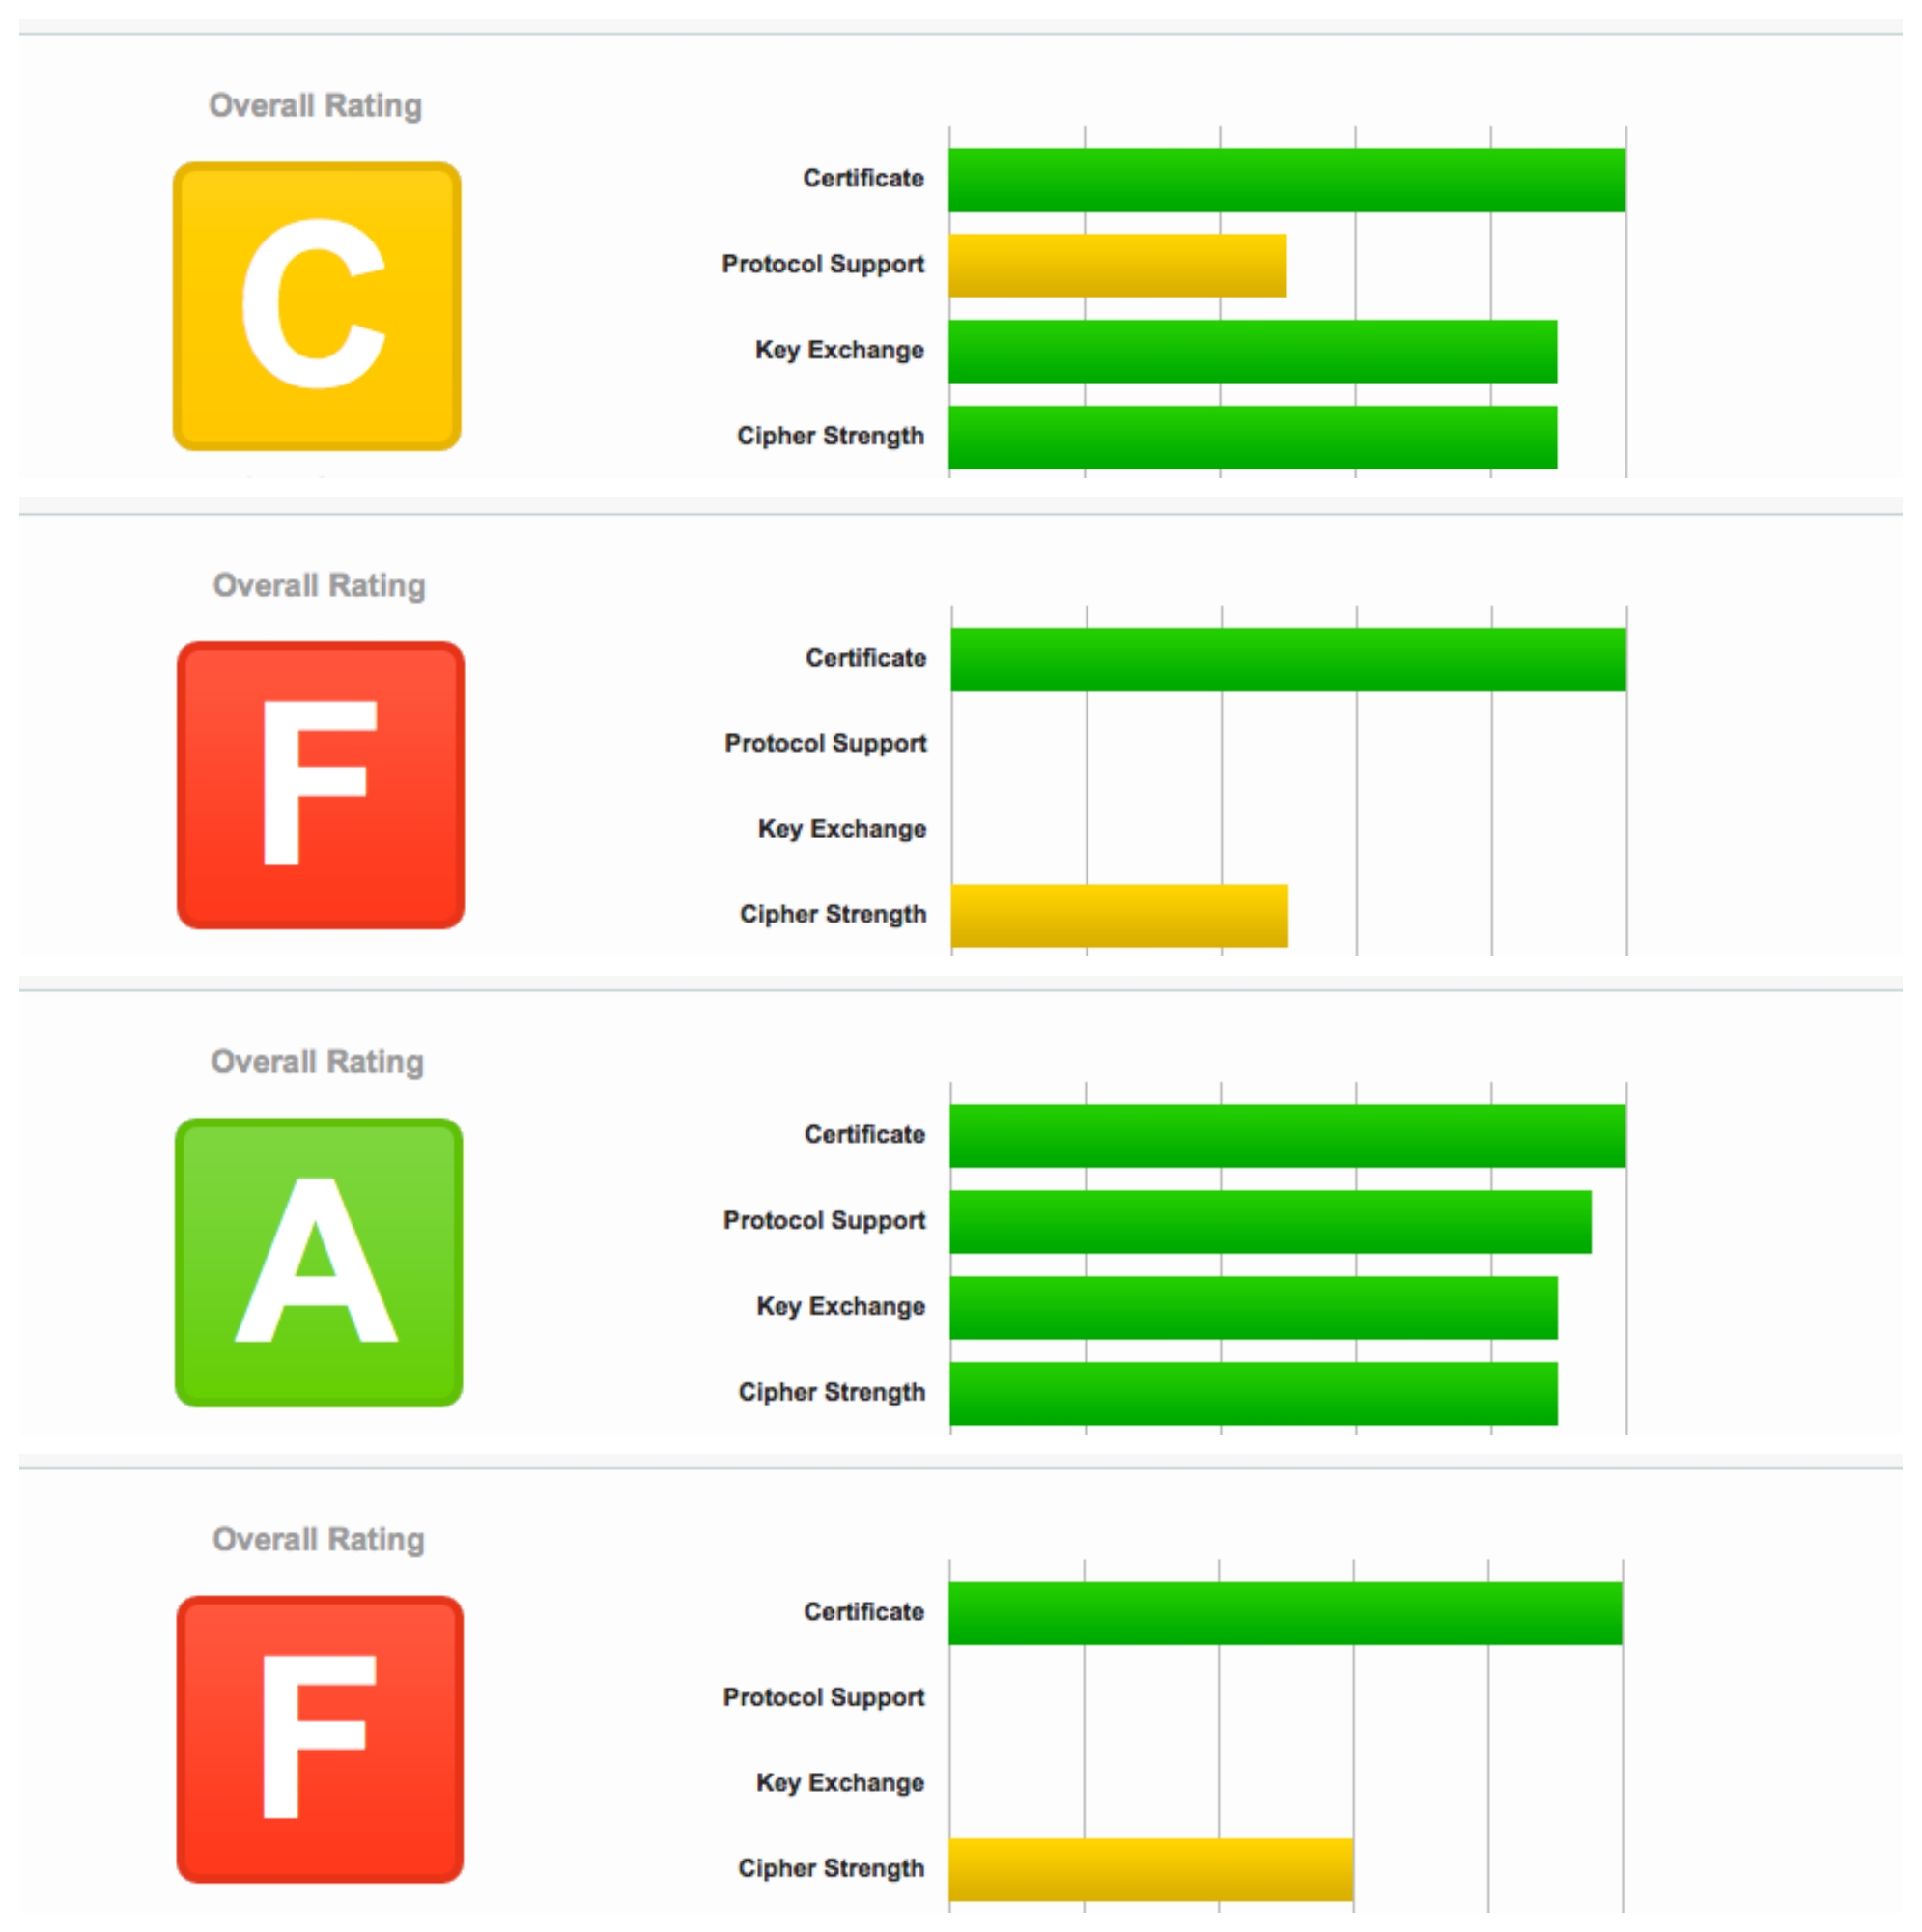 Overall Rating
C
Certificate
Protocol Support
Key Exchange
Cipher Strength
Overall Rating
F
Certificate
Protocol Support
Key Exchange
Cipher Strength
Overall Rating
A
Certificate
Protocol Support
Key Exchange
Cipher Strength
Overall Rating
F
Certificate
Protocol Support
Key Exchange
Cipher Strength